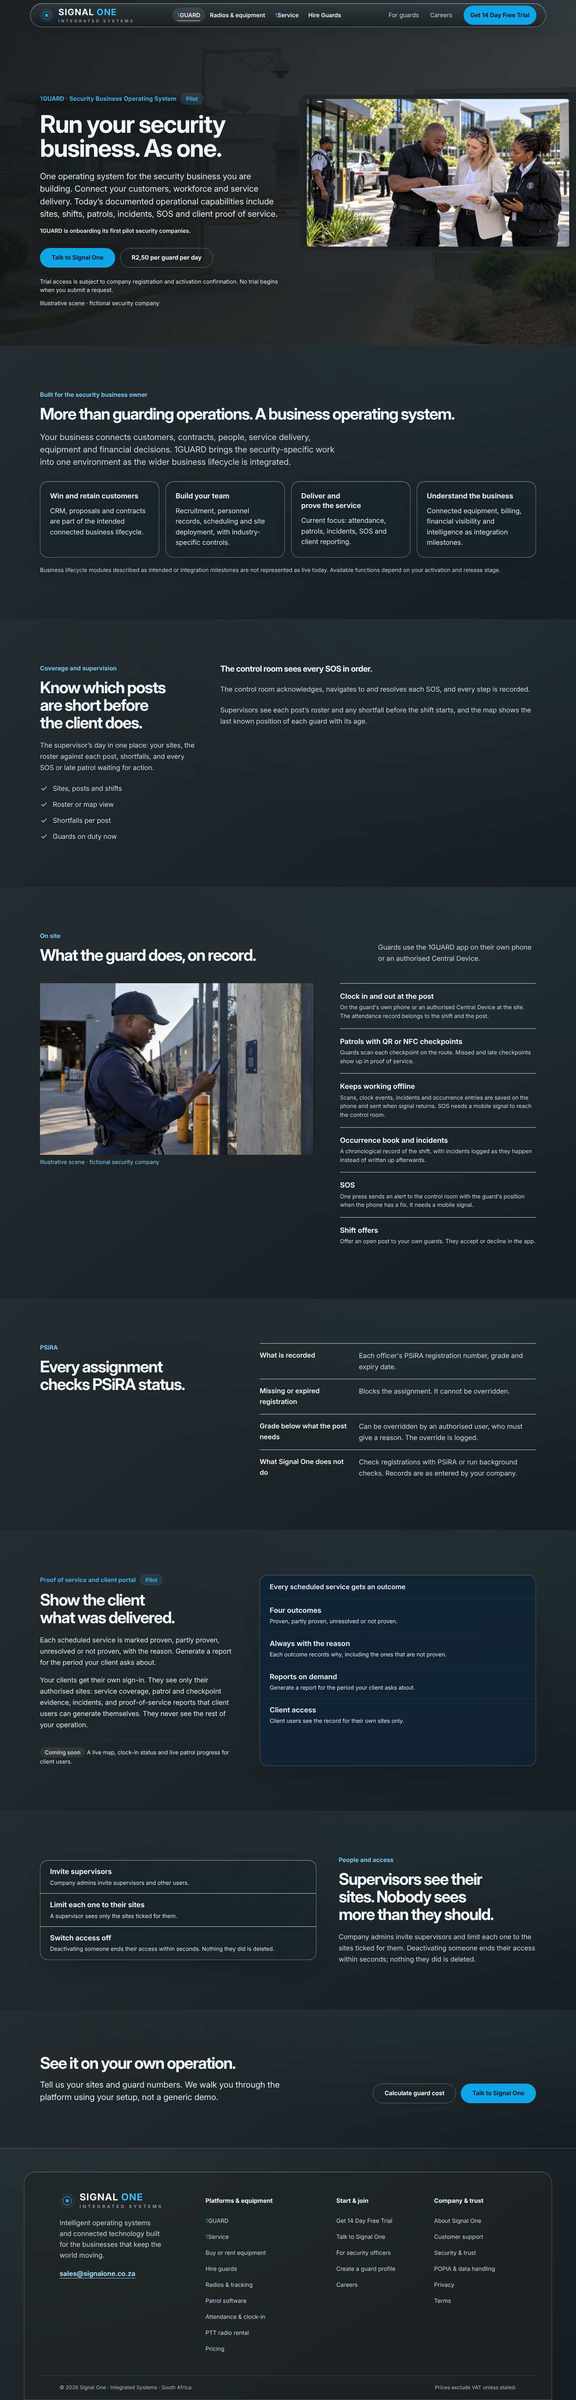 SIGNAL ONE
INTEGRATED SYSTEMS
1GUARD
Radios & equipment
1Service
Hire Guards
For guards
Careers
Get 14 Day Free Trial
1GUARD · Security Business Operating System
Pilot
Run your security
business. As one.
One operating system for the security business you are
building. Connect your customers, workforce and service
delivery. Today's documented operational capabilities include
sites, shifts, patrols, incidents, SOS and client proof of service.
1GUARD is onboarding its first pilot security companies.
Talk to Signal One
R2,50 per guard per day
Trial access is subject to company registration and activation confirmation. No trial begins
when you submit a request.
Illustrative scene · fictional security company
Built for the security business owner
More than guarding operations. A business operating system.
Your business connects customers, contracts, people, service delivery,
equipment and financial decisions. 1GUARD brings the security-specific work
into one environment as the wider business lifecycle is integrated.
Win and retain customers
CRM, proposals and contracts
are part of the intended
connected business lifecycle.
Build your team
Recruitment, personnel
records, scheduling and site
deployment, with industry-
specific controls.
Deliver and
prove the service
Current focus: attendance,
patrols, incidents, SOS and
client reporting.
Understand the business
Connected equipment, billing,
financial visibility and
intelligence as integration
milestones.
Business lifecycle modules described as intended or integration milestones are not represented as live today. Available functions depend on your activation and release stage.
Coverage and supervision
Know which posts
are short before
the client does.
The supervisor's day in one place: your sites, the
roster against each post, shortfalls, and every
SOS or late patrol waiting for action.
Sites, posts and shifts
Roster or map view
Shortfalls per post
Guards on duty now
The control room sees every SOS in order.
The control room acknowledges, navigates to and resolves each SOS, and every step is recorded.
Supervisors see each post's roster and any shortfall before the shift starts, and the map shows the
last known position of each guard with its age.
On site
What the guard does, on record.
Guards use the 1GUARD app on their own phone
or an authorised Central Device.
Illustrative scene · fictional security company
Clock in and out at the post
On the guard's own phone or an authorised Central Device at the site.
The attendance record belongs to the shift and the post.
Patrols with QR or NFC checkpoints
Guards scan each checkpoint on the route. Missed and late checkpoints
show up in proof of service.
Keeps working offline
Scans, clock events, incidents and occurrence entries are saved on the
phone and sent when signal returns. SOS needs a mobile signal to reach
the control room.
Occurrence book and incidents
A chronological record of the shift, with incidents logged as they happen
instead of written up afterwards.
SOS
One press sends an alert to the control room with the guard's position
when the phone has a fix. It needs a mobile signal.
Shift offers
Offer an open post to your own guards. They accept or decline in the app.
PSiRA
Every assignment
checks PSiRA status.
What is recorded
Each officer's PSiRA registration number, grade and
expiry date.
Missing or expired
registration
Blocks the assignment. It cannot be overridden.
Grade below what the post
needs
Can be overridden by an authorised user, who must
give a reason. The override is logged.
What Signal One does not
do
Check registrations with PSiRA or run background
checks. Records are as entered by your company.
Proof of service and client portal
Pilot
Show the client
what was delivered.
Each scheduled service is marked proven, partly proven,
unresolved or not proven, with the reason. Generate a report
for the period your client asks about.
Your clients get their own sign-in. They see only their
authorised sites: service coverage, patrol and checkpoint
evidence, incidents, and proof-of-service reports that client
users can generate themselves. They never see the rest of
your operation.
Coming soon A live map, clock-in status and live patrol progress for
client users.
Every scheduled service gets an outcome
Four outcomes
Proven, partly proven, unresolved or not proven.
Always with the reason
Each outcome records why, including the ones that are not proven.
Reports on demand
Generate a report for the period your client asks about.
Client access
Client users see the record for their own sites only.
Invite supervisors
Company admins invite supervisors and other users.
Limit each one to their sites
A supervisor sees only the sites ticked for them.
Switch access off
Deactivating someone ends their access within seconds. Nothing they did is deleted.
People and access
Supervisors see their
sites. Nobody sees
more than they should.
Company admins invite supervisors and limit each one to the
sites ticked for them. Deactivating someone ends their access
within seconds; nothing they did is deleted.
See it on your own operation.
Tell us your sites and guard numbers. We walk you through the
platform using your setup, not a generic demo.
Calculate guard cost
Talk to Signal One
SIGNAL ONE
INTEGRATED SYSTEMS
Intelligent operating systems
and connected technology built
for the businesses that keep the
world moving.
sales@signalone.co.za
Platforms & equipment
1GUARD
1Service
Buy or rent equipment
Hire guards
Radios & tracking
Patrol software
Attendance & clock-in
PTT radio rental
Pricing
Start & join
Get 14 Day Free Trial
Talk to Signal One
For security officers
Create a guard profile
Careers
Company & trust
About Signal One
Customer support
Security & trust
POPIA & data handling
Privacy
Terms
© 2026 Signal One · Integrated Systems · South Africa
Prices exclude VAT unless stated.